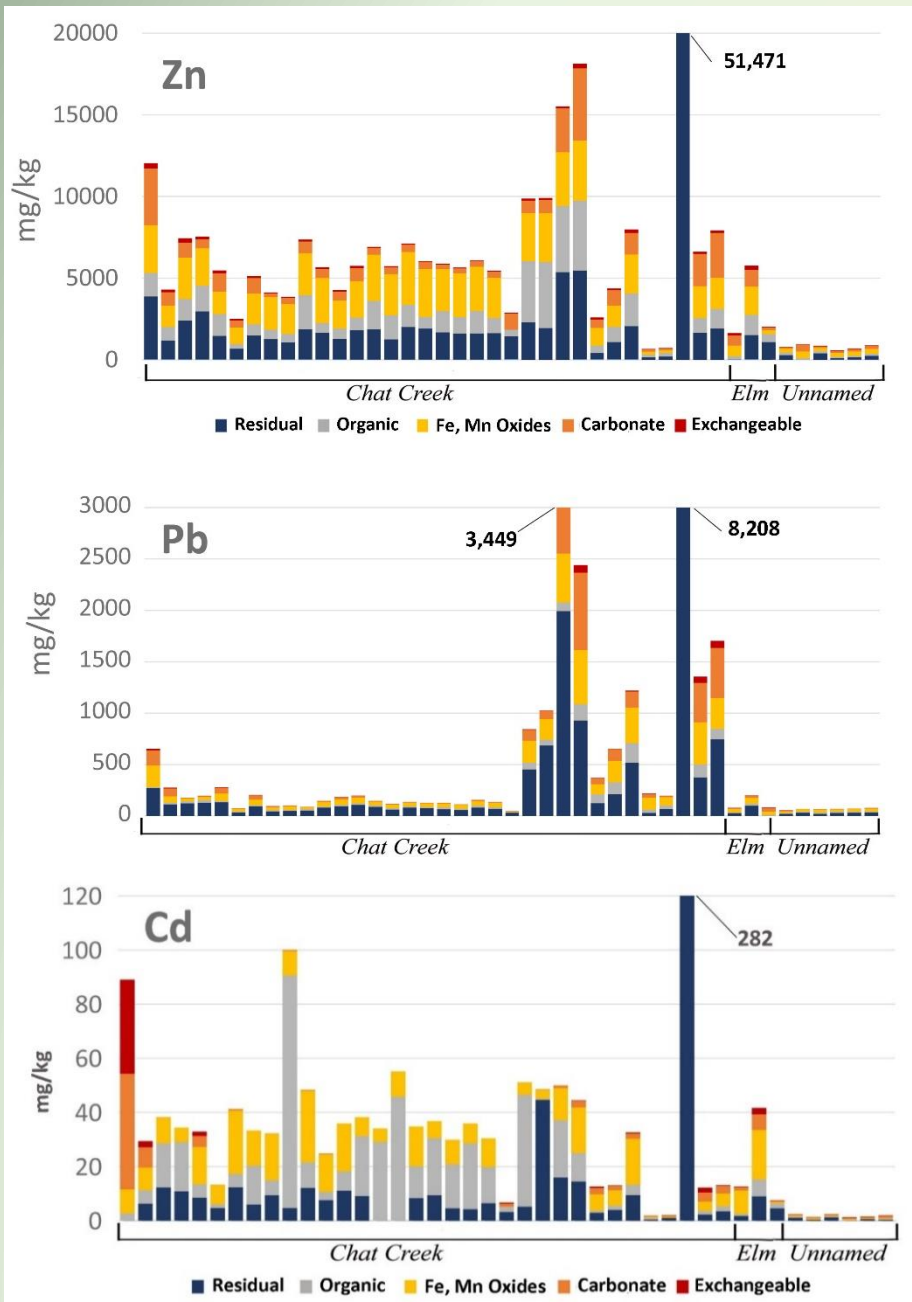 Zn
mg/kg
20000
15000
10000
5000
0
51,471
Chat Creek
Elm
Unnamed
Residual
Organic
Fe, Mn Oxides
Carbonate
Exchangeable
Pb
mg/kg
3000
2500
2000
1500
1000
500
0
3,449
8,208
Chat Creek
Elm
Unnamed
Cd
mg/kg
120
100
80
60
40
20
0
282
Chat Creek
Elm
Unnamed
Residual
Organic
Fe, Mn Oxides
Carbonate
Exchangeable